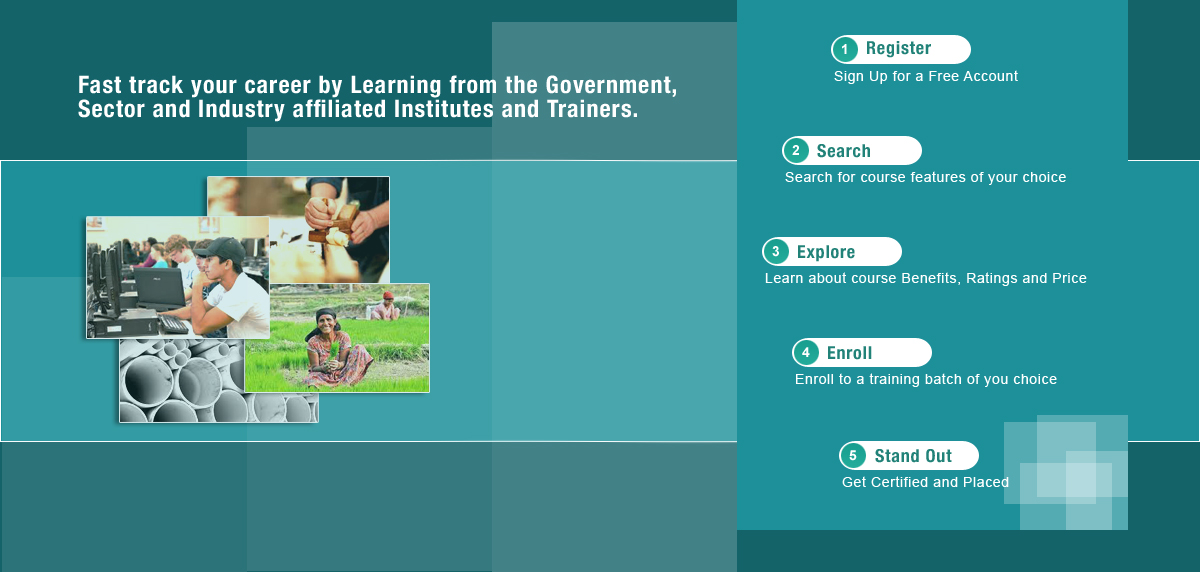 Fast track your career by Learning from the Government,
Sector and Industry affiliated Institutes and Trainers.
1 Register
Sign Up for a Free Account
2 Search
Search for course features of your choice
3 Explore
Learn about course Benefits, Ratings and Price
4 Enroll
Enroll to a training batch of you choice
5 Stand Out
Get Certified and Placed